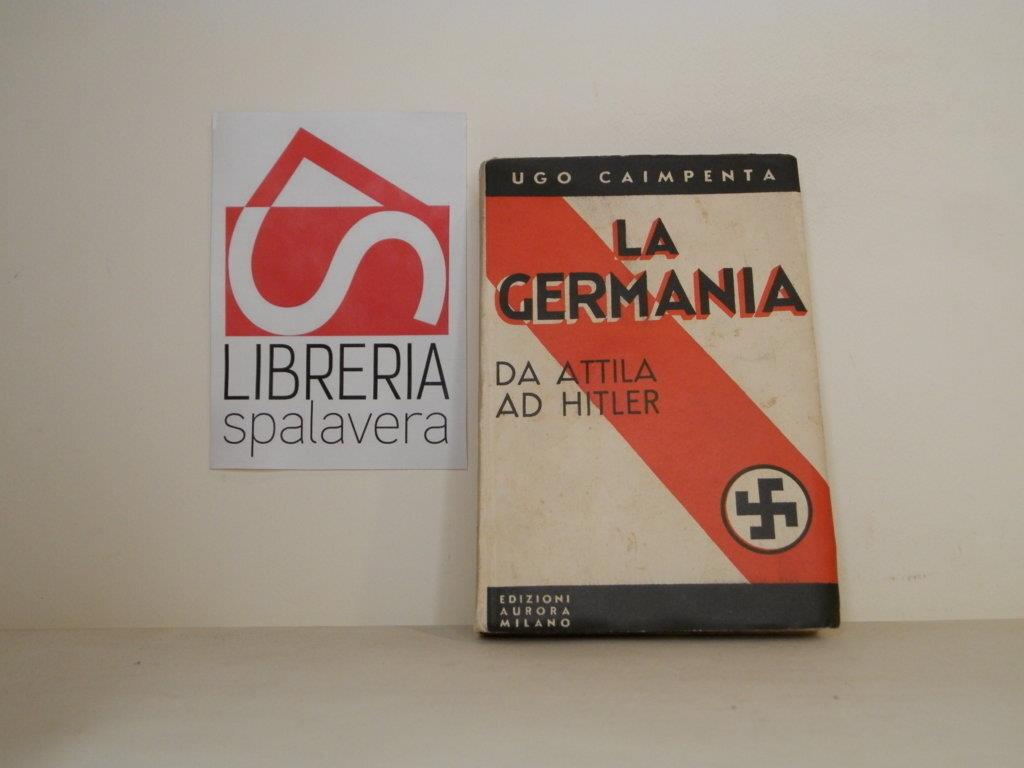 LIBRERIA
spalavera
UGO CAIMPENTA
LA
GERMANIA
DA ATTILA
AD HITLER
EDIZIONI
AURORA
MILANO